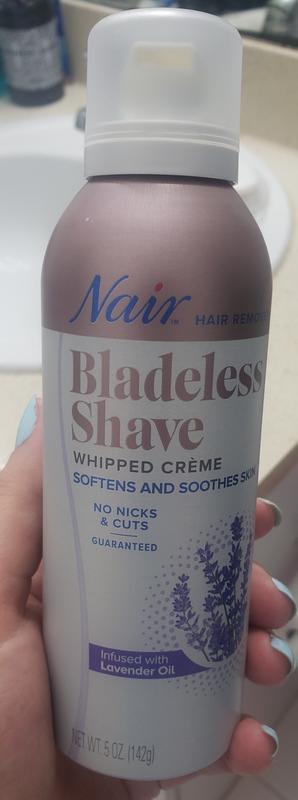 Nair™ HAIR REMOV
Bladeless
Shave
WHIPPED CRÈME
SOFTENS AND SOOTHES SKIN
NO NICKS
& CUTS
GUARANTEED
Infused with
Lavender Oil
NET WT. 5 OZ. (142g)